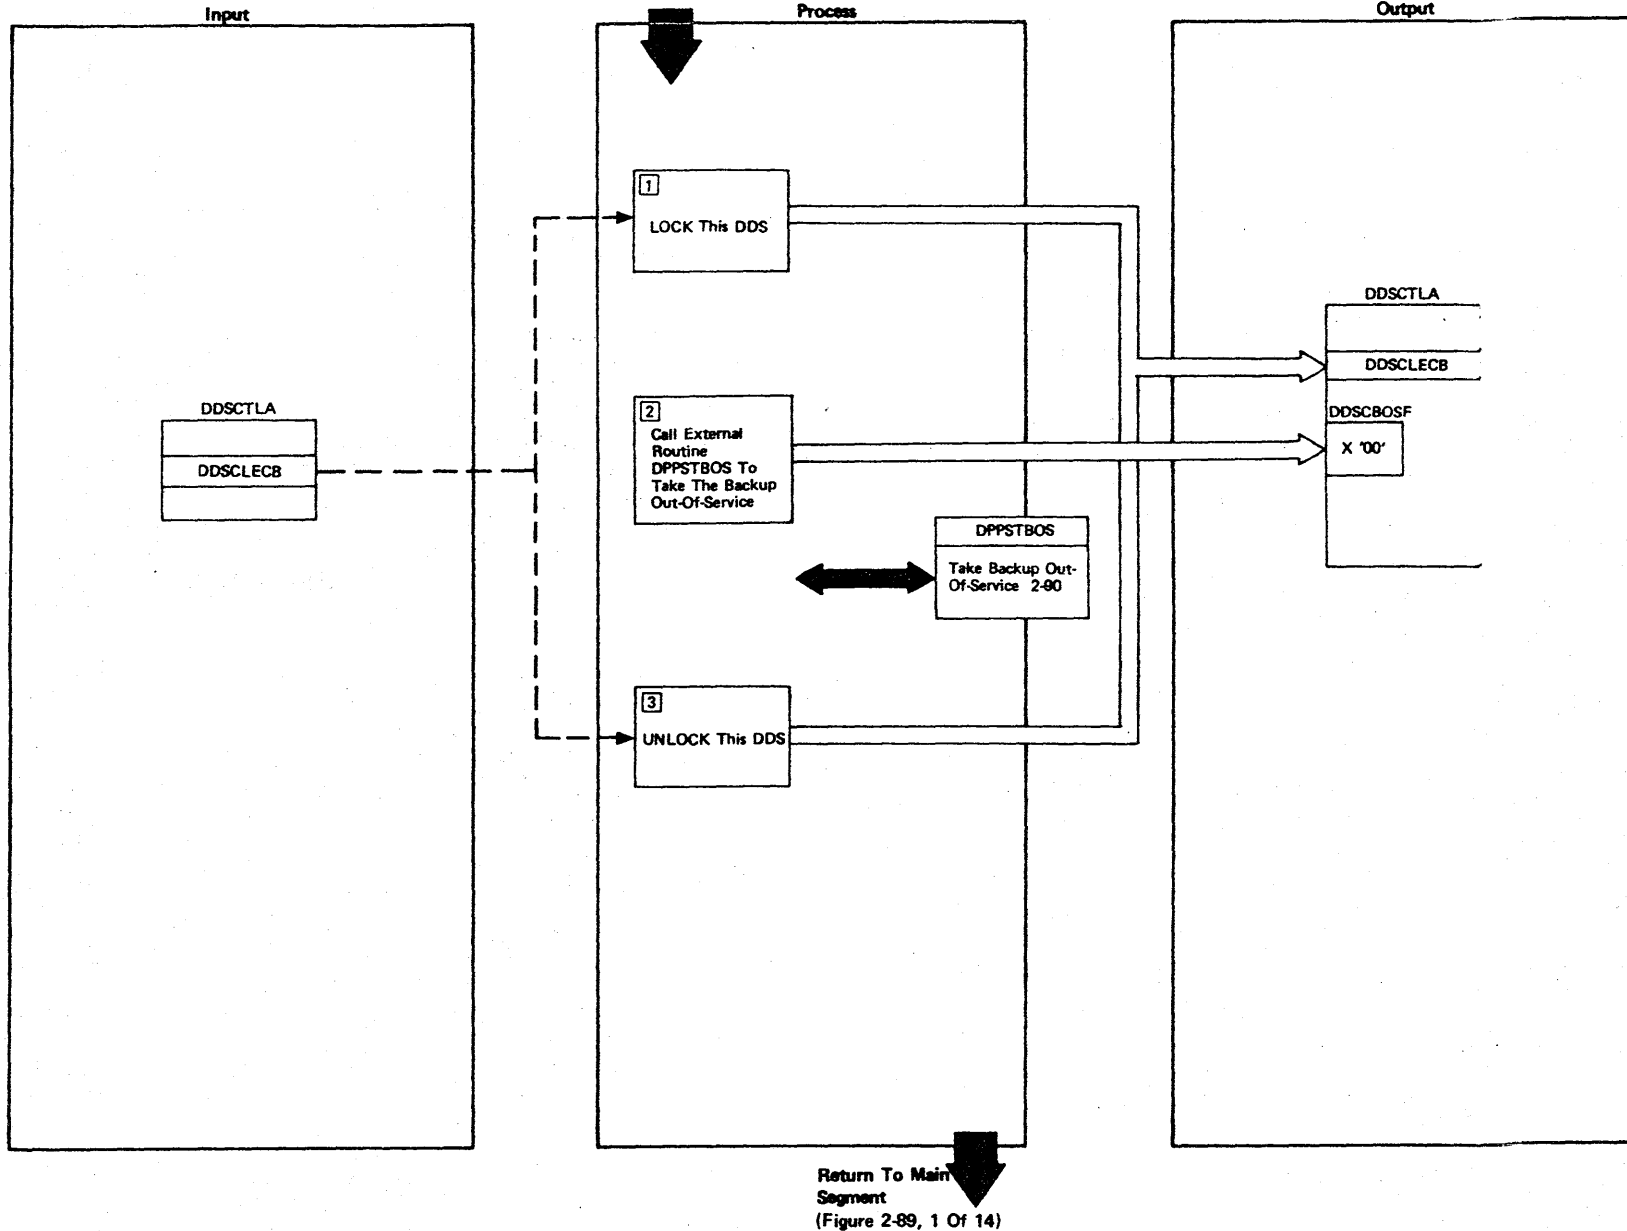 Input
Process
Output
1
LOCK This DDS
DDSCTLA
DDSCLECB
DDSCBOSF
X '00'
DDSCTLA
DDSCLECB
2
Call External
Routine
DPPSTBOS To
Take The Backup
Out-Of-Service
DPPSTBOS
Take Backup Out-
Of-Service 2-90
3
UNLOCK This DDS
Return To Main
Segment
(Figure 2-89, 1 Of 14)